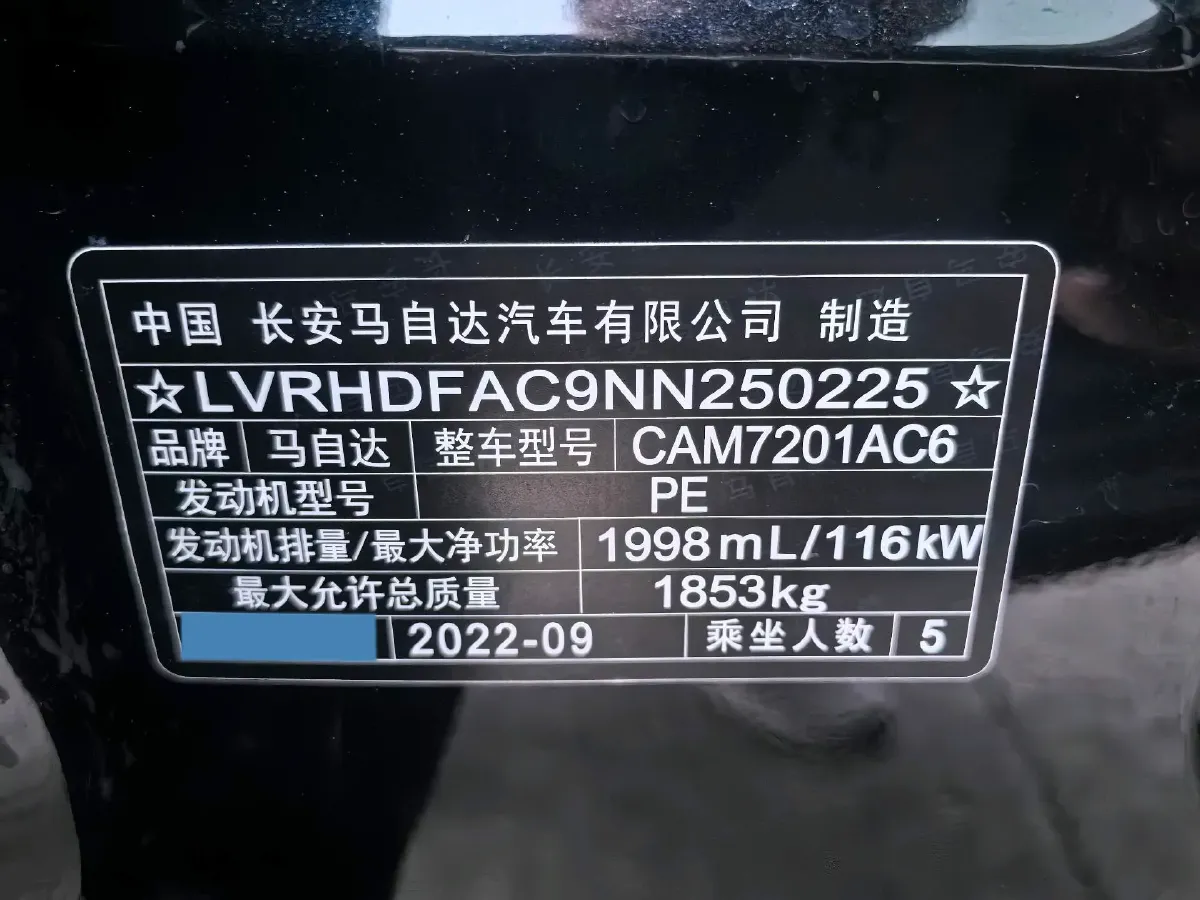 中国 长安马自达汽车有限公司 制造
☆LVRHDFAC9NN250225☆
品牌 马自达 整车型号 CAM7201AC6
发动机型号 PE
发动机排量/最大净功率 1998mL/116kW
最大允许总质量 1853kg
2022-09 乘坐人数 5